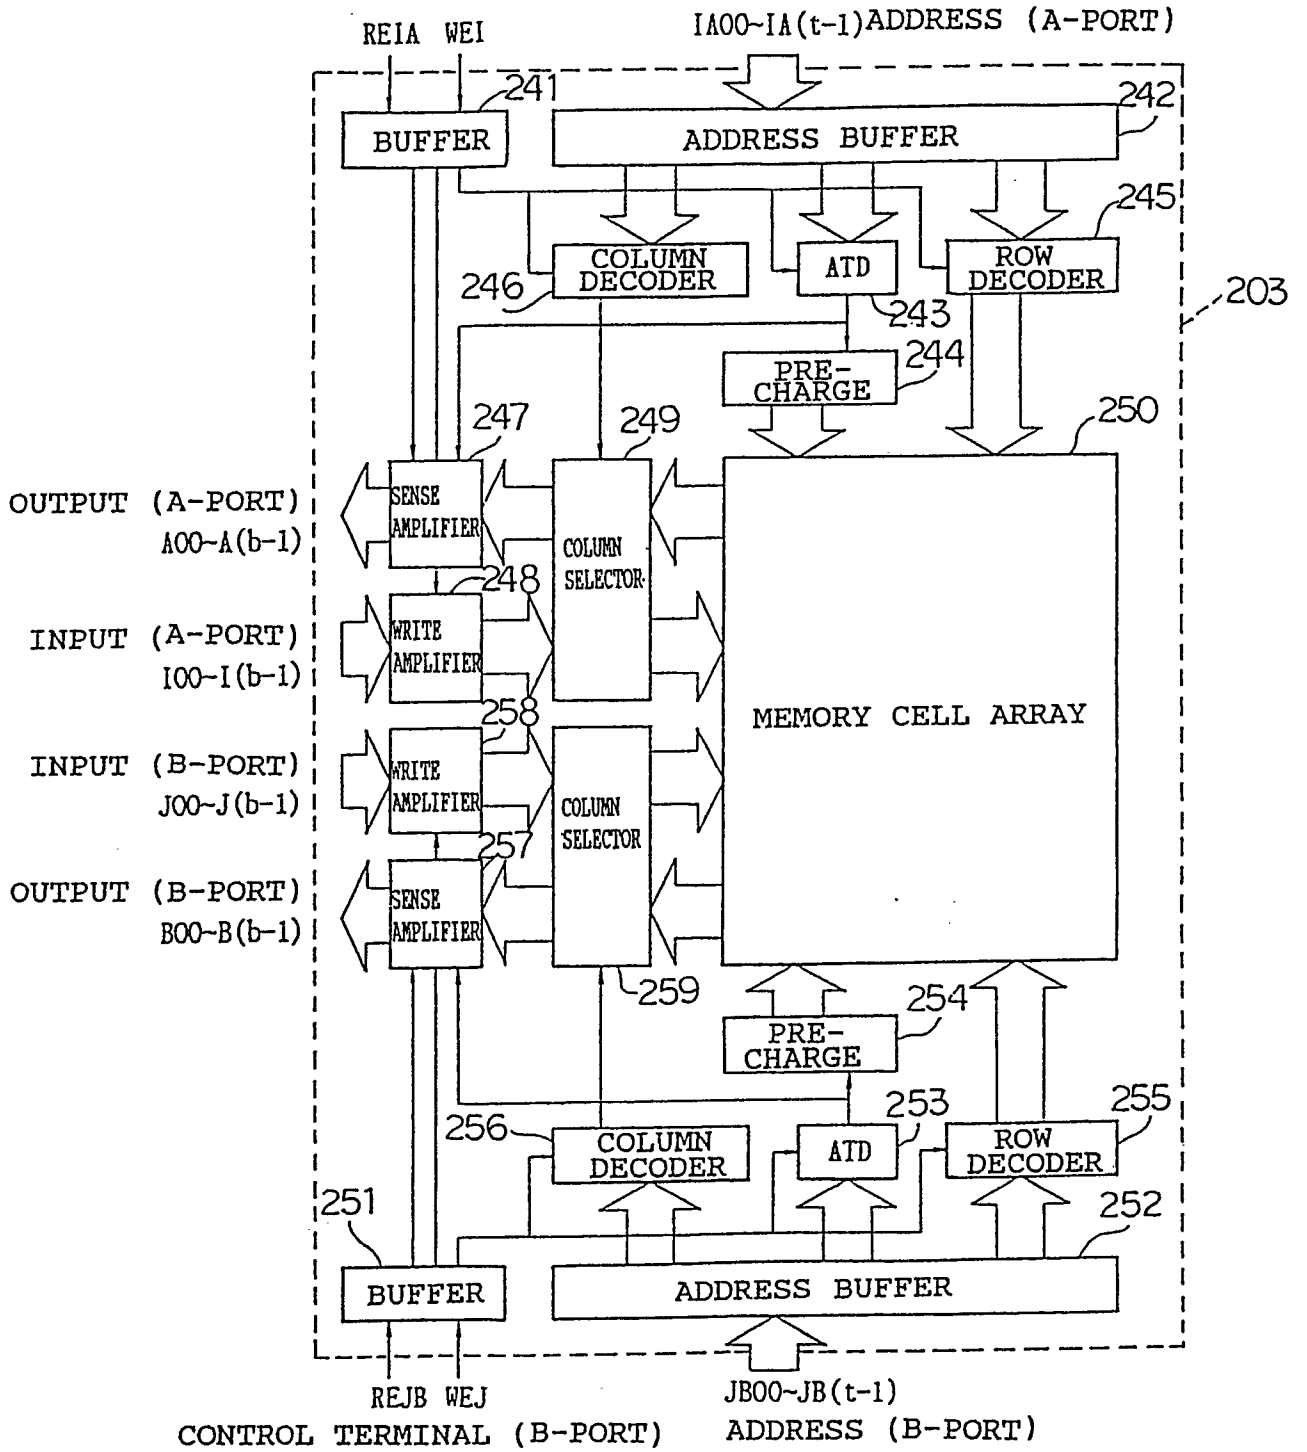 IA00~IA(t-1) ADDRESS (A-PORT)
REIA WEI
241
242
BUFFER
ADDRESS BUFFER
245
COLUMN
DECODER
ATD
ROW
DECODER
246
243
203
244
PRE-
CHARGE
247
249
250
OUTPUT (A-PORT)
A00~A(b-1)
SENSE
AMPLIFIER
COLUMN
SELECTOR
248
INPUT (A-PORT)
I00~I(b-1)
WRITE
AMPLIFIER
258
MEMORY CELL ARRAY
INPUT (B-PORT)
J00~J(b-1)
WRITE
AMPLIFIER
COLUMN
SELECTOR
257
OUTPUT (B-PORT)
B00~B(b-1)
SENSE
AMPLIFIER
259
254
PRE-
CHARGE
256
253
255
COLUMN
DECODER
ATD
ROW
DECODER
251
252
BUFFER
ADDRESS BUFFER
REJB WEJ
JB00~JB(t-1)
CONTROL TERMINAL (B-PORT)
ADDRESS (B-PORT)